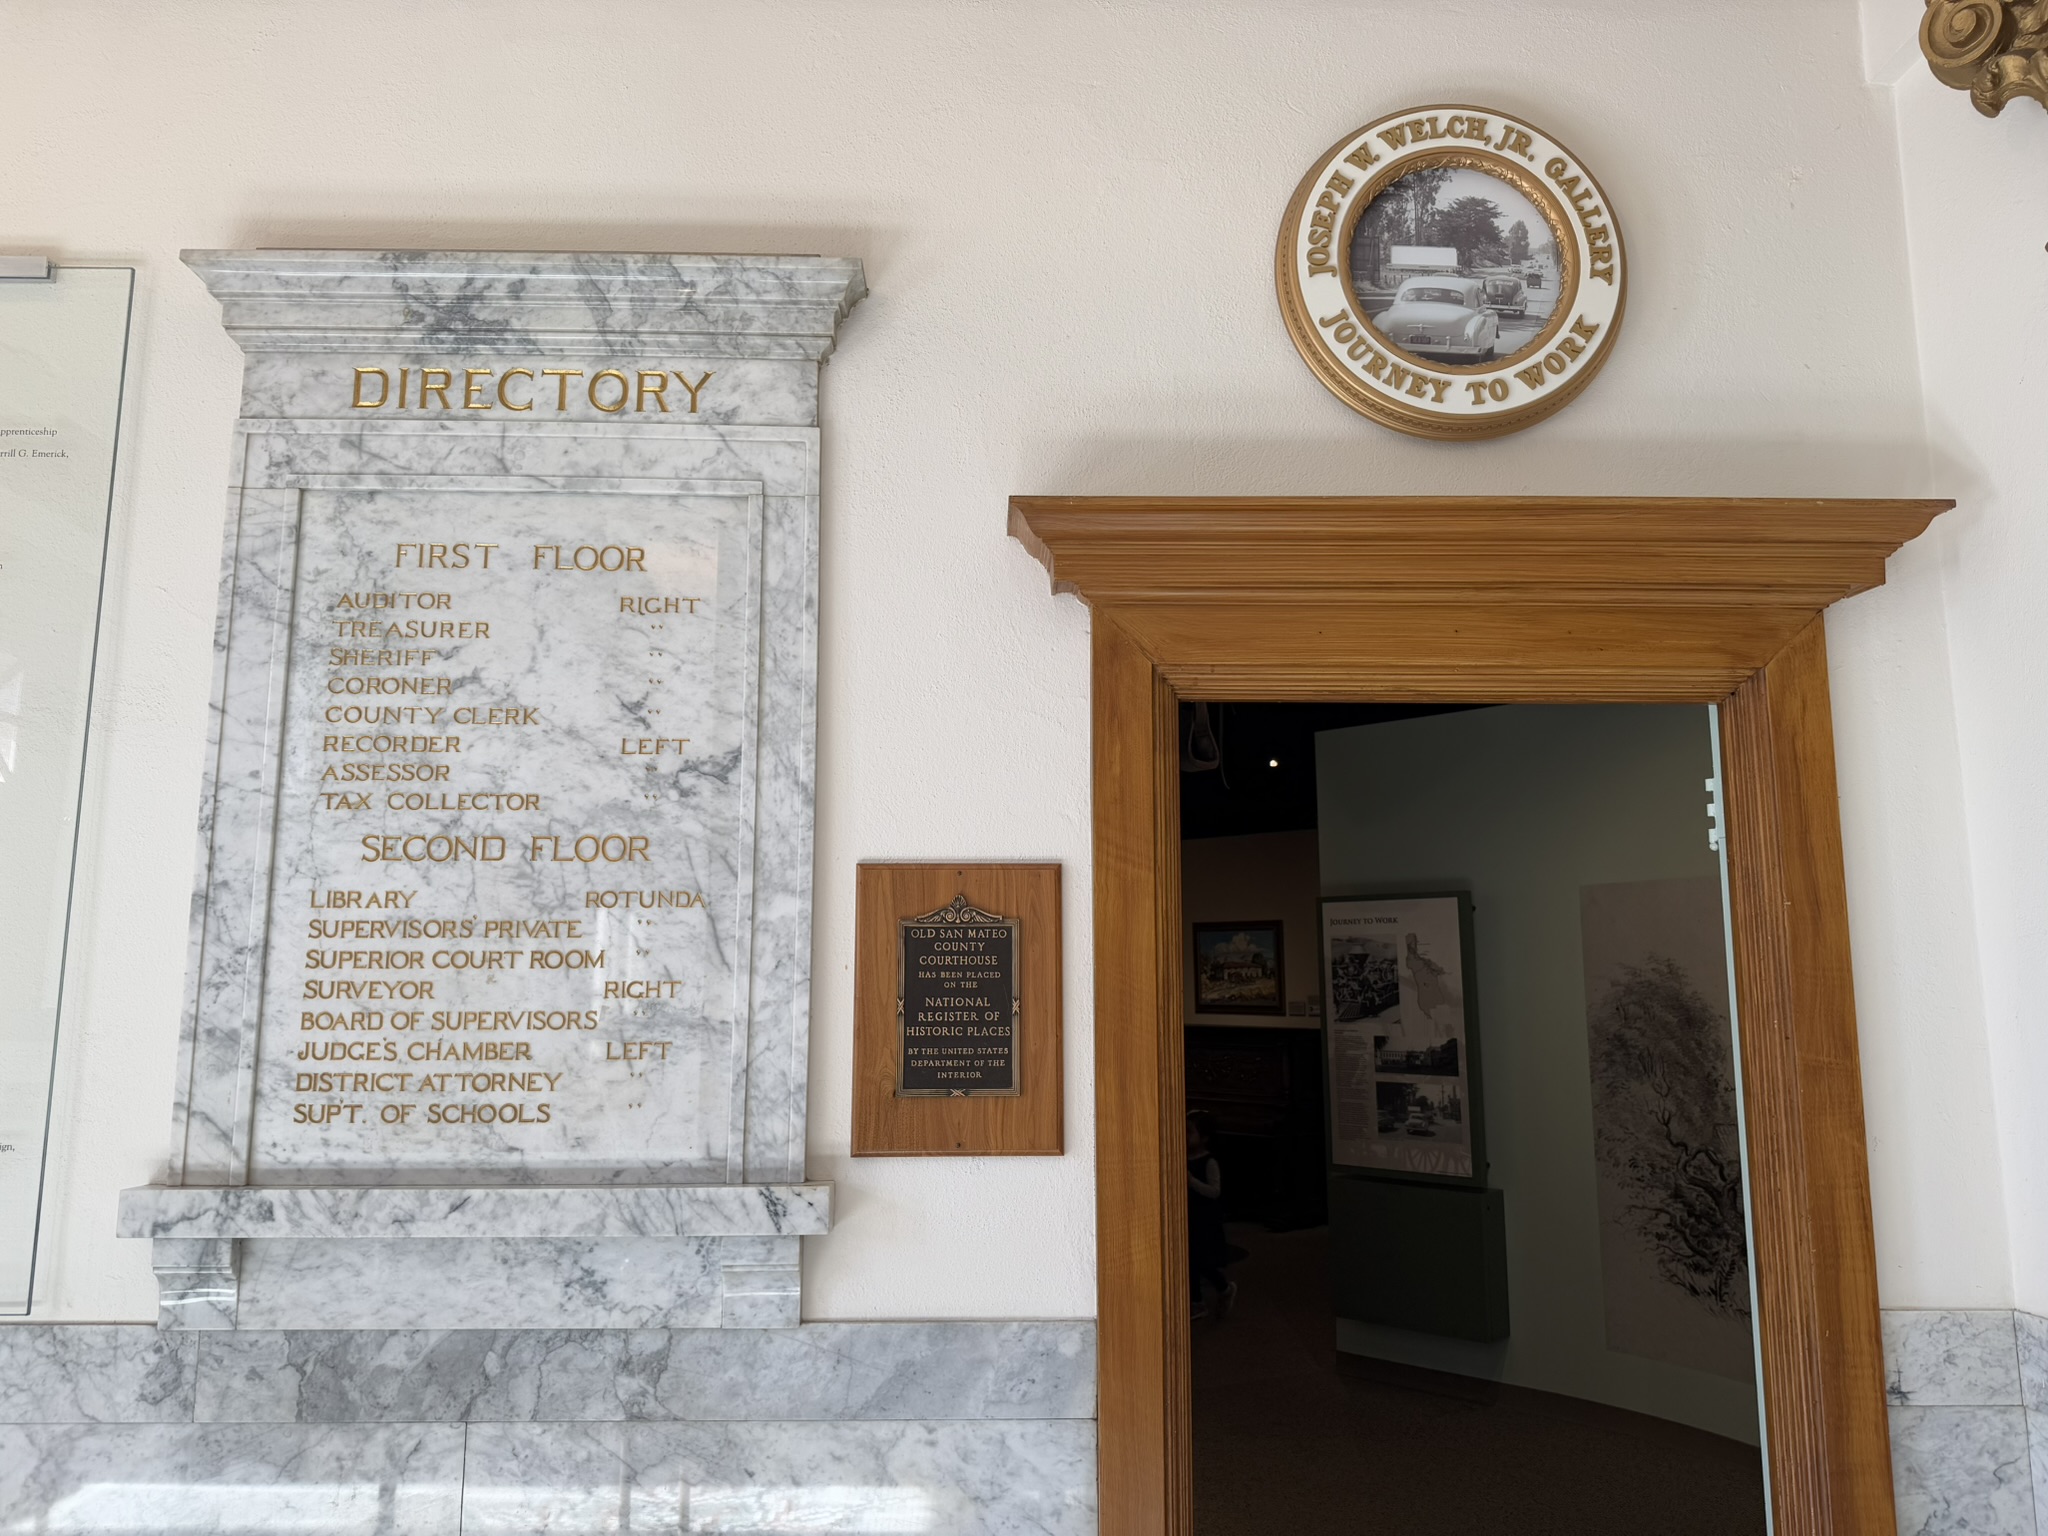 pprenticeship
rrill G. Emerick,
ign,
DIRECTORY
FIRST FLOOR
AUDITOR RIGHT
TREASURER "
SHERIFF "
CORONER "
COUNTY CLERK "
RECORDER LEFT
ASSESSOR "
TAX COLLECTOR "
SECOND FLOOR
LIBRARY ROTUNDA
SUPERVISORS' PRIVATE "
SUPERIOR COURT ROOM "
SURVEYOR RIGHT
BOARD OF SUPERVISORS "
JUDGE'S CHAMBER LEFT
DISTRICT ATTORNEY "
SUP'T. OF SCHOOLS "
OLD SAN MATEO
COUNTY
COURTHOUSE
HAS BEEN PLACED
ON THE
NATIONAL
REGISTER OF
HISTORIC PLACES
BY THE UNITED STATES
DEPARTMENT OF THE
INTERIOR
JOSEPH W. WELCH, JR. GALLERY
JOURNEY TO WORK
JOURNEY TO WORK